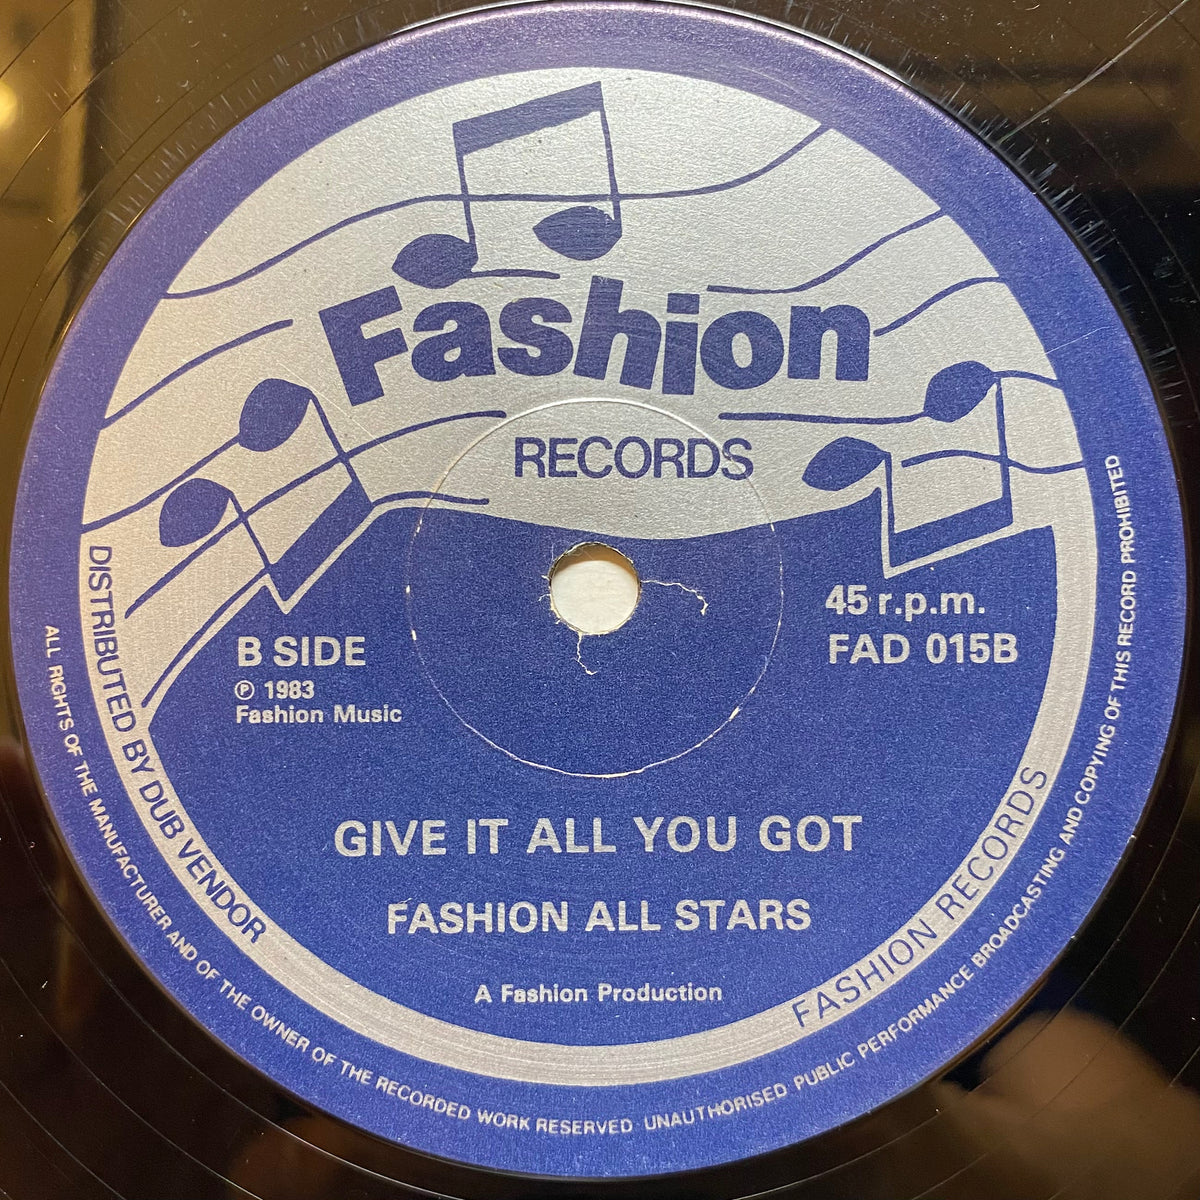 Fashion
RECORDS
B SIDE
℗ 1983
Fashion Music
45 r.p.m.
FAD 015B
GIVE IT ALL YOU GOT
FASHION ALL STARS
A Fashion Production
DISTRIBUTED BY DUB VENDOR
FASHION RECORDS
ALL RIGHTS OF THE MANUFACTURER AND OF THE OWNER OF THE RECORDED WORK RESERVED UNAUTHORISED PUBLIC PERFORMANCE BROADCASTING AND COPYING OF THIS RECORD PROHIBITED